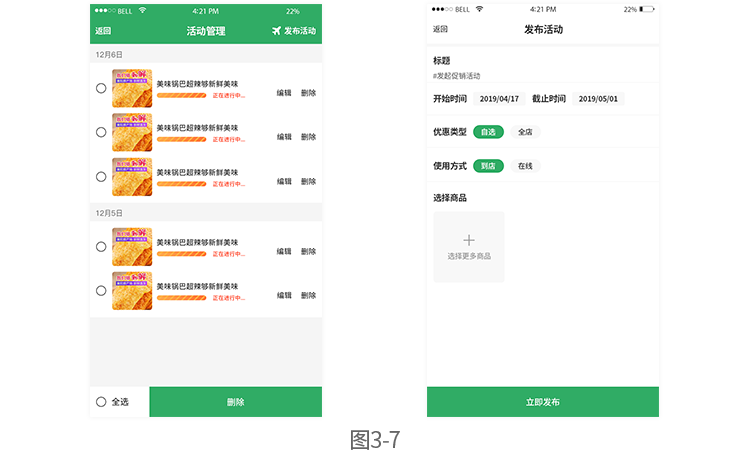 BELL 4:21 PM 22%
返回 活动管理 发布活动
12月6日
美味锅巴超辣够新鲜美味
正在进行中... 编辑 删除
美味锅巴超辣够新鲜美味
正在进行中... 编辑 删除
美味锅巴超辣够新鲜美味
正在进行中... 编辑 删除
12月5日
美味锅巴超辣够新鲜美味
正在进行中... 编辑 删除
美味锅巴超辣够新鲜美味
正在进行中... 编辑 删除
全选 删除
BELL 4:21 PM 22%
返回 发布活动
标题
#发起促销活动
开始时间 2019/04/17 截止时间 2019/05/01
优惠类型 自选 全店
使用方式 到店 在线
选择商品
选择更多商品
立即发布
图3-7